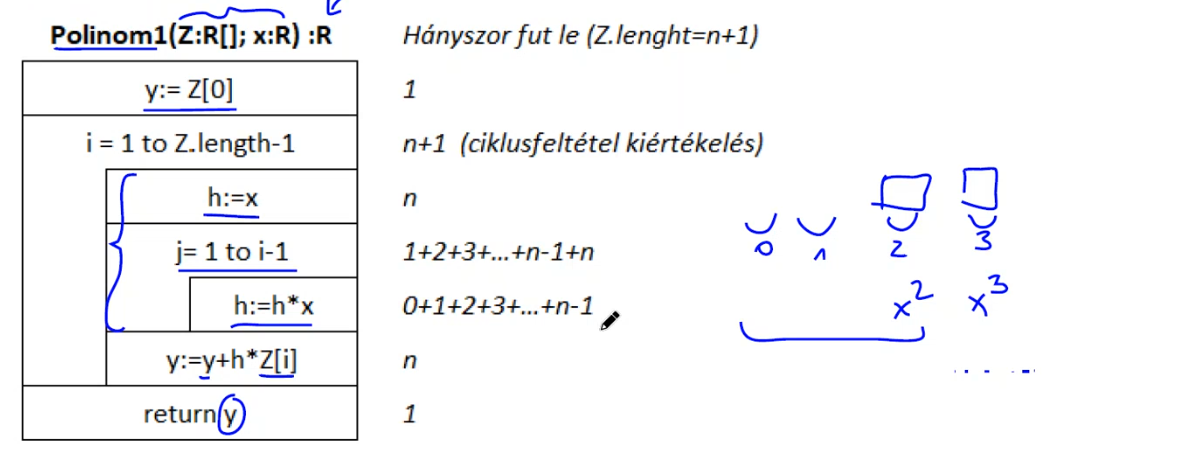 Polinom1(Z:R[]; x:R) :R Hányszor fut le (Z.lenght=n+1)
y:= Z[0] 1
i = 1 to Z.length-1 n+1 (ciklusfeltétel kiértékelés)
h:=x n
j= 1 to i-1 1+2+3+...+n-1+n
0 1 2 3
h:=h*x 0+1+2+3+...+n-1
x² x³
y:=y+h*Z[i] n
return y 1